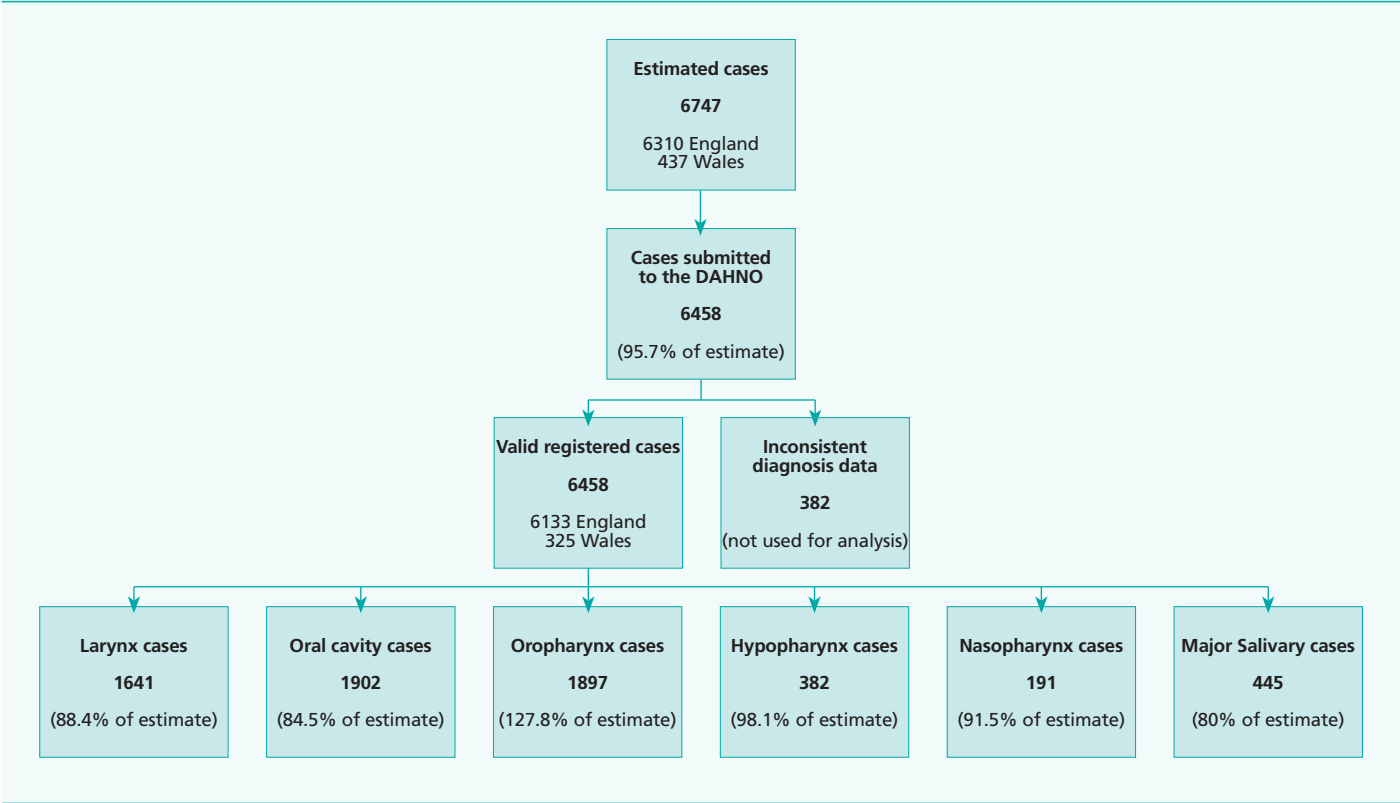 Estimated cases
6747
6310 England
437 Wales
Cases submitted
to the DAHNO
6458
(95.7% of estimate)
Valid registered cases
6458
6133 England
325 Wales
Inconsistent
diagnosis data
382
(not used for analysis)
Larynx cases
1641
(88.4% of estimate)
Oral cavity cases
1902
(84.5% of estimate)
Oropharynx cases
1897
(127.8% of estimate)
Hypopharynx cases
382
(98.1% of estimate)
Nasopharynx cases
191
(91.5% of estimate)
Major Salivary cases
445
(80% of estimate)